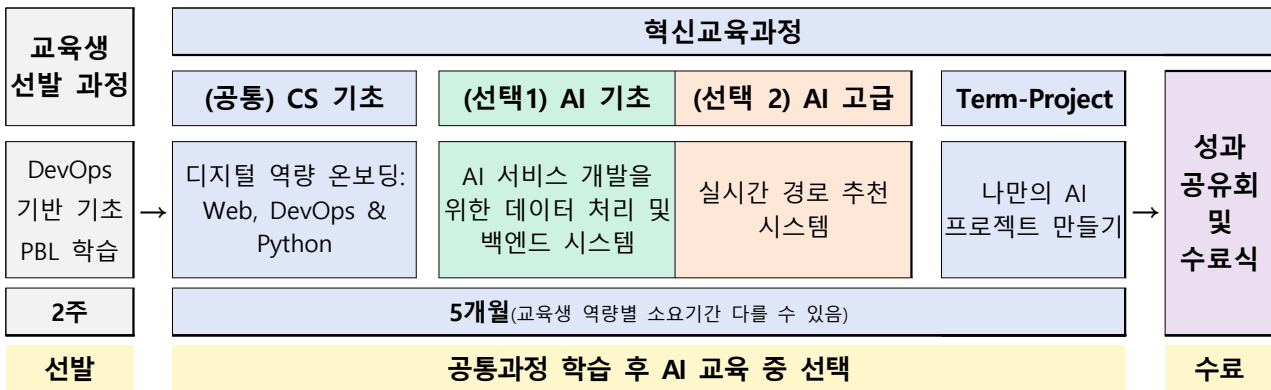 교육생
선발 과정
혁신교육과정
(공통) CS 기초
(선택1) AI 기초
(선택 2) AI 고급
Term-Project
DevOps
기반 기초
PBL 학습
→
디지털 역량 온보딩:
Web, DevOps &
Python
AI 서비스 개발을
위한 데이터 처리 및
백엔드 시스템
실시간 경로 추천
시스템
나만의 AI
프로젝트 만들기
→
성과
공유회
및
수료식
2주
5개월(교육생 역량별 소요기간 다를 수 있음)
선발
공통과정 학습 후 AI 교육 중 선택
수료